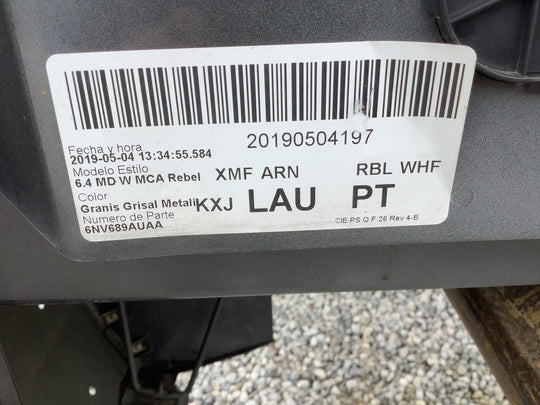 20190504197
Fecha y hora
2019-05-04 13:34:55.584
Modelo Estilo
6.4 MD W MCA Rebel XMF ARN RBL WHF
Color
Granis Grisal Metali KXJ LAU PT
Numero de Parte
6NV689AUAA
CIE PS Q F 26 Rev 4-B